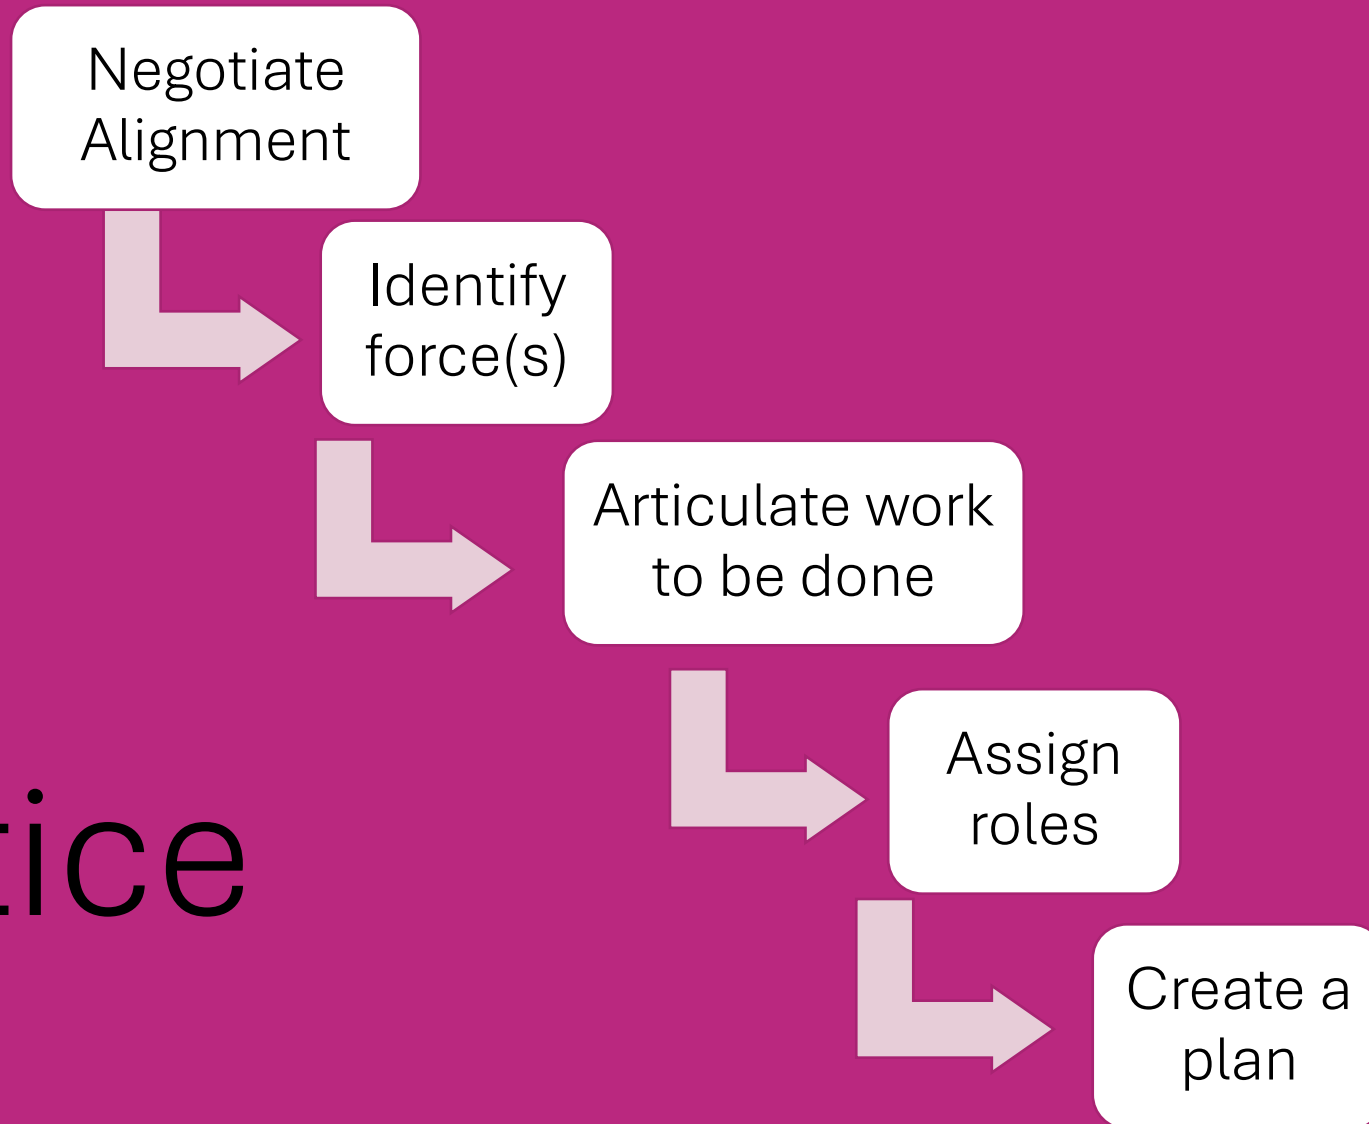 Negotiate
Alignment
Identify
force(s)
Articulate work
to be done
Assign
roles
tice
Create a
plan